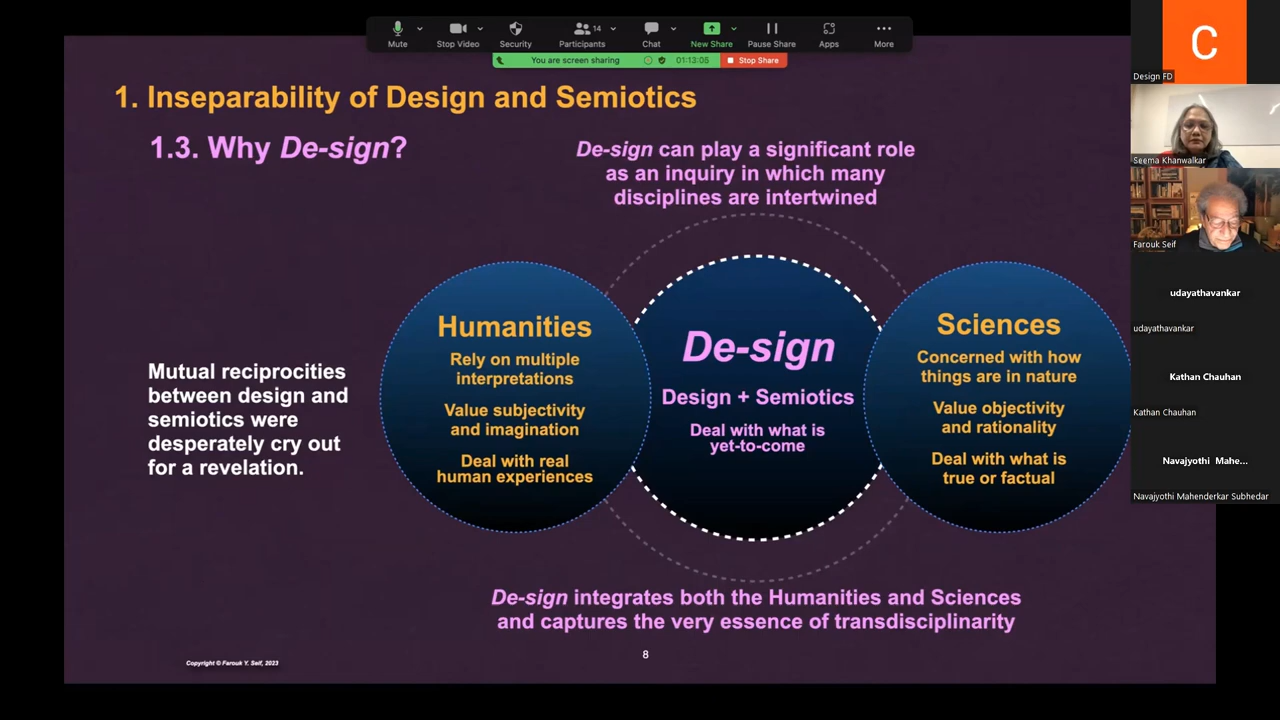 Mute
Stop Video
Security
14
Participants
Chat
New Share
Pause Share
Apps
More
You are screen sharing
01:13:05
Stop Share
1. Inseparability of Design and Semiotics
1.3. Why De-sign?
De-sign can play a significant role
as an inquiry in which many
disciplines are intertwined
Mutual reciprocities
between design and
semiotics were
desperately cry out
for a revelation.
Humanities
Rely on multiple
interpretations
Value subjectivity
and imagination
Deal with real
human experiences
De-sign
Design + Semiotics
Deal with what is
yet-to-come
Sciences
Concerned with how
things are in nature
Value objectivity
and rationality
Deal with what is
true or factual
De-sign integrates both the Humanities and Sciences
and captures the very essence of transdisciplinarity
8
Copyright © Farouk Y. Seif, 2023
C
Design FD
Seema Khanwalkar
Farouk Seif
udayathavankar
udayathavankar
Kathan Chauhan
Kathan Chauhan
Navajyothi Mahe...
Navajyothi Mahenderkar Subhedar